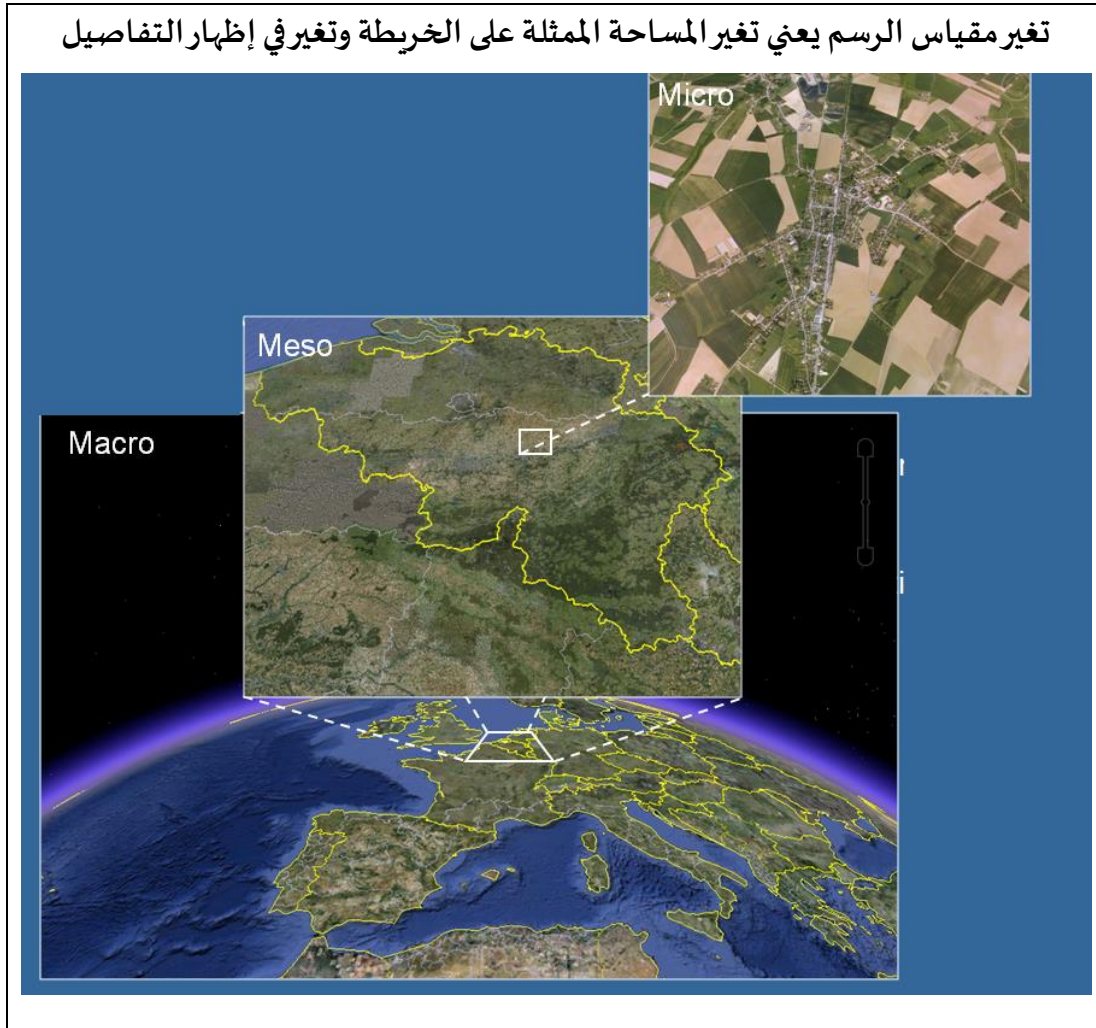 تغير مقياس الرسم يعني تغير المساحة الممثلة على الخريطة وتغير في إظهار التفاصيل
Micro
Meso
Macro